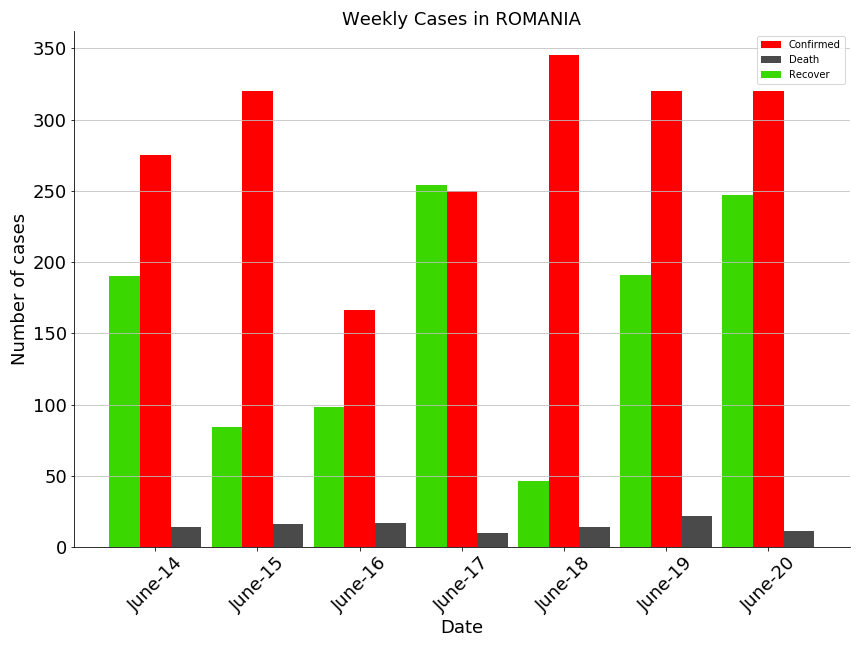 Weekly Cases in ROMANIA
Confirmed
Death
Recover
Number of cases
350
300
250
200
150
100
50
0
June-14
June-15
June-16
June-17
June-18
June-19
June-20
Date